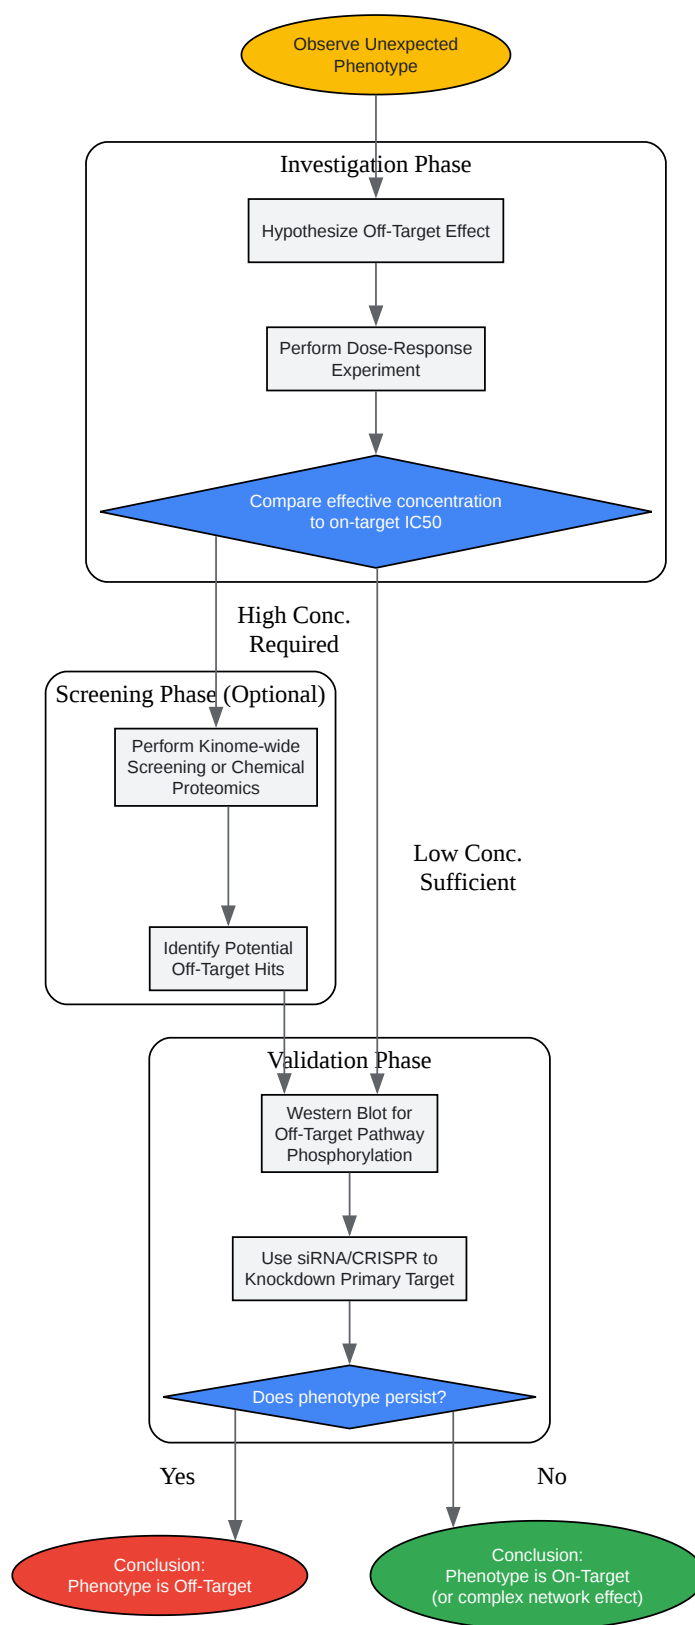 Observe Unexpected
Phenotype
Investigation Phase
Hypothesize Off-Target Effect
Perform Dose-Response
Experiment
Compare effective concentration
to on-target IC50
High Conc.
Required
Screening Phase (Optional)
Perform Kinome-wide
Screening or Chemical
Proteomics
Low Conc.
Sufficient
Identify Potential
Off-Target Hits
Validation Phase
Western Blot for
Off-Target Pathway
Phosphorylation
Use siRNA/CRISPR to
Knockdown Primary Target
Does phenotype persist?
Yes
No
Conclusion:
Phenotype is Off-Target
Conclusion:
Phenotype is On-Target
(or complex network effect)